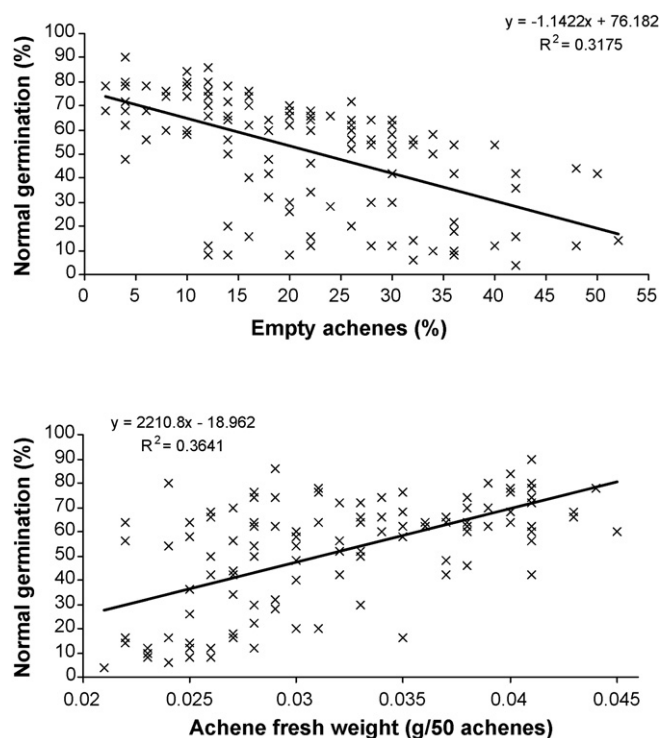 y = -1.1422x + 76.182
R² = 0.3175
Normal germination (%)
100
90
80
70
60
50
40
30
20
10
0
0 5 10 15 20 25 30 35 40 45 50 55
Empty achenes (%)
y = 2210.8x - 18.962
R² = 0.3641
Normal germination (%)
100
90
80
70
60
50
40
30
20
10
0
0.02 0.025 0.03 0.035 0.04 0.045
Achene fresh weight (g/50 achenes)